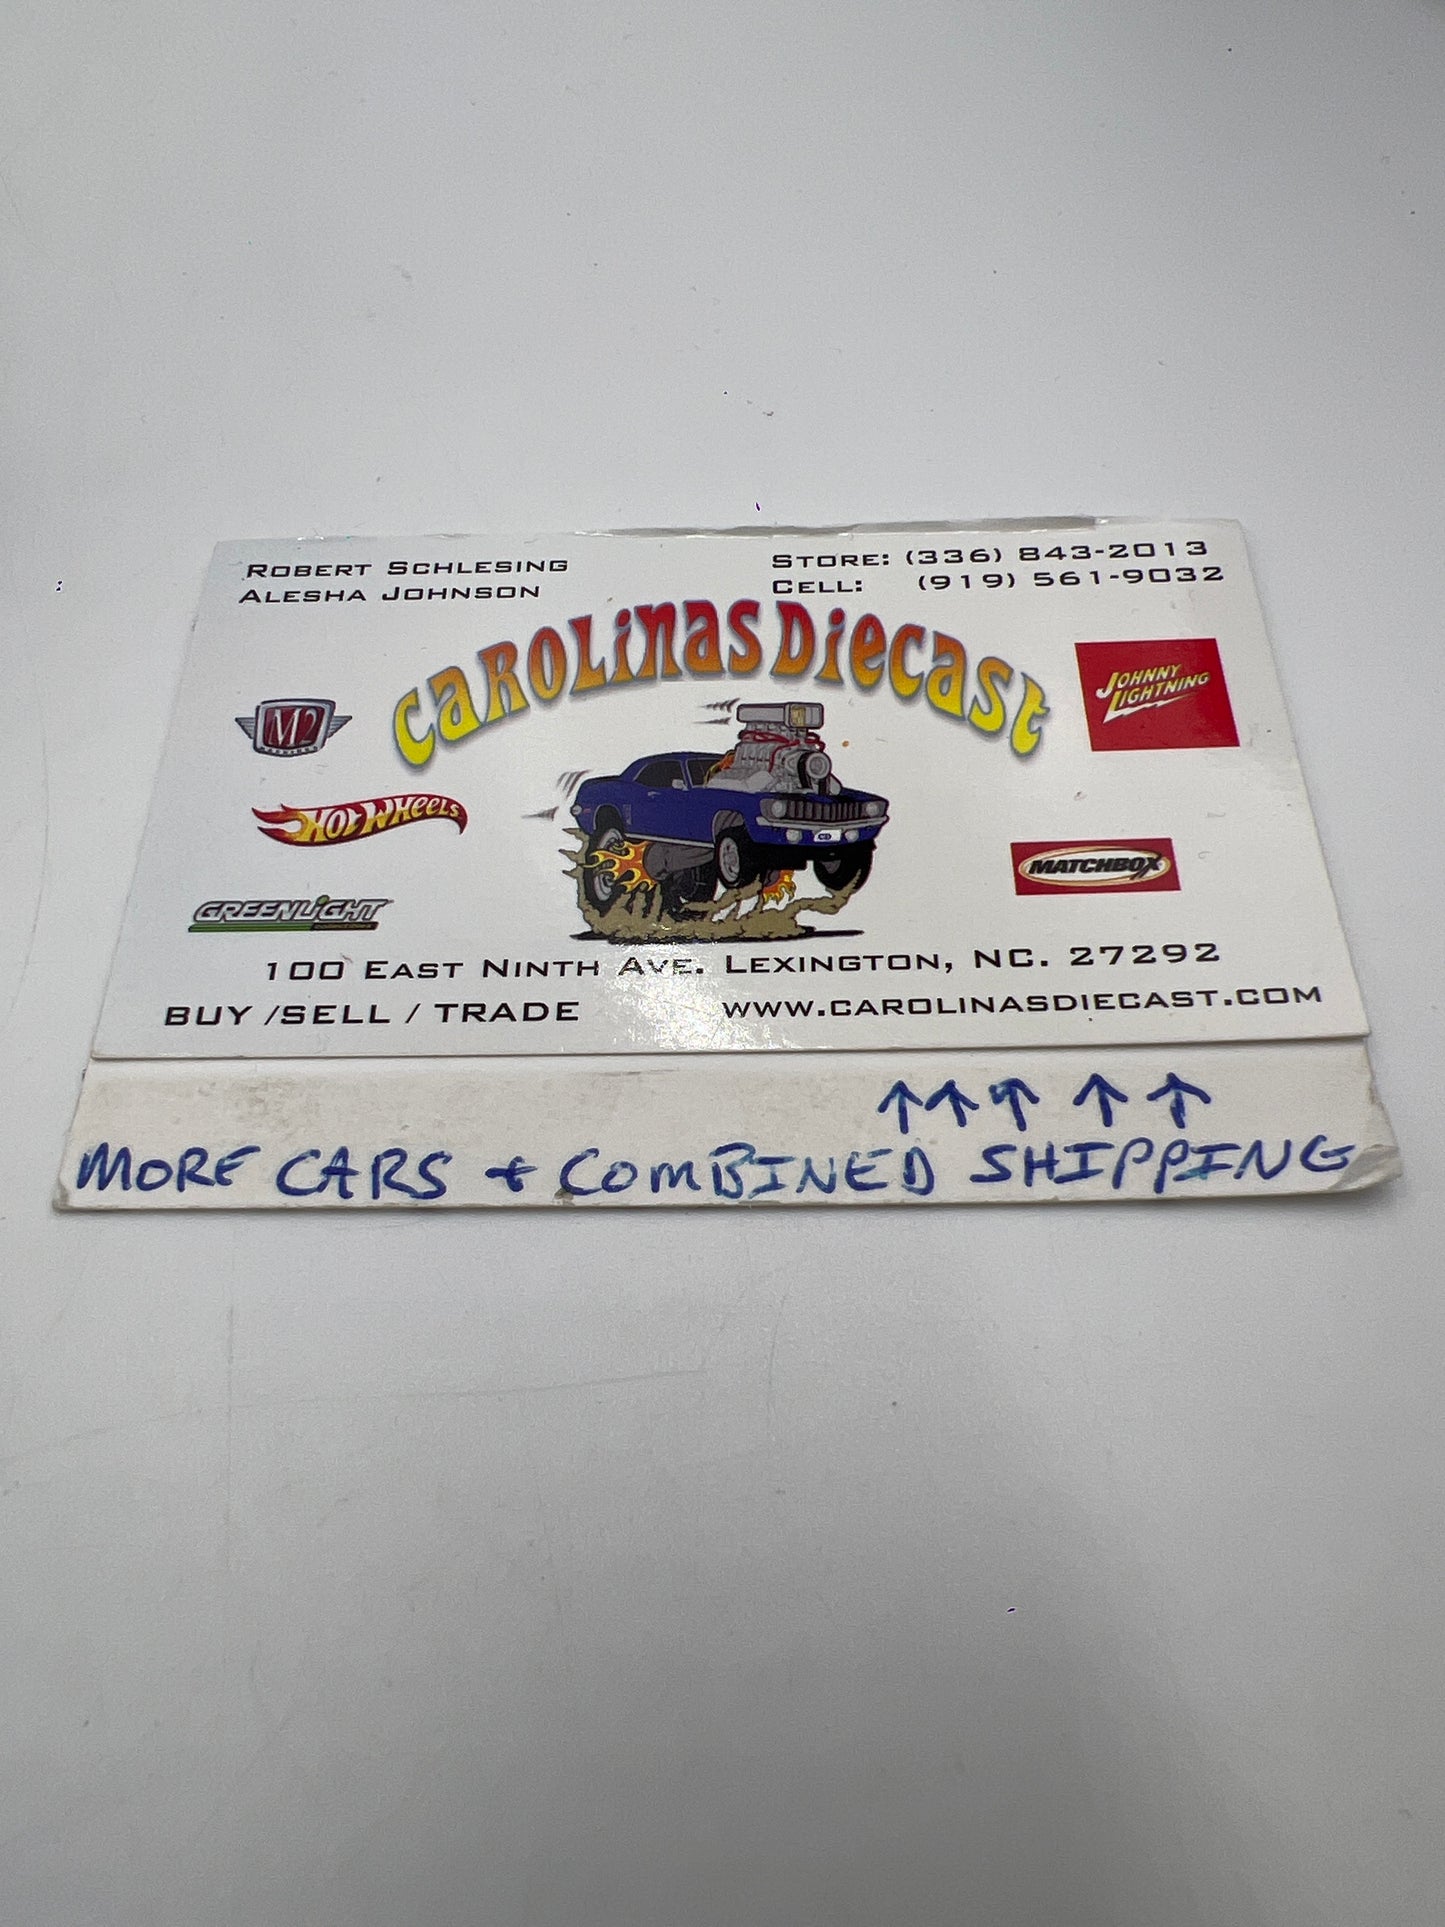 ROBERT SCHLESING
ALESHA JOHNSON
STORE: (336) 843-2013
CELL: (919) 561-9032
CAROLINAS DIECAST
M2
JOHNNY LIGHTNING
HOT WHEELS
MATCHBOX
GREENLIGHT
100 EAST NINTH AVE. LEXINGTON, NC. 27292
BUY /SELL / TRADE
WWW.CAROLINASDIECAST.COM
↑↑↑↑↑
MORE CARS + COMBINED SHIPPING